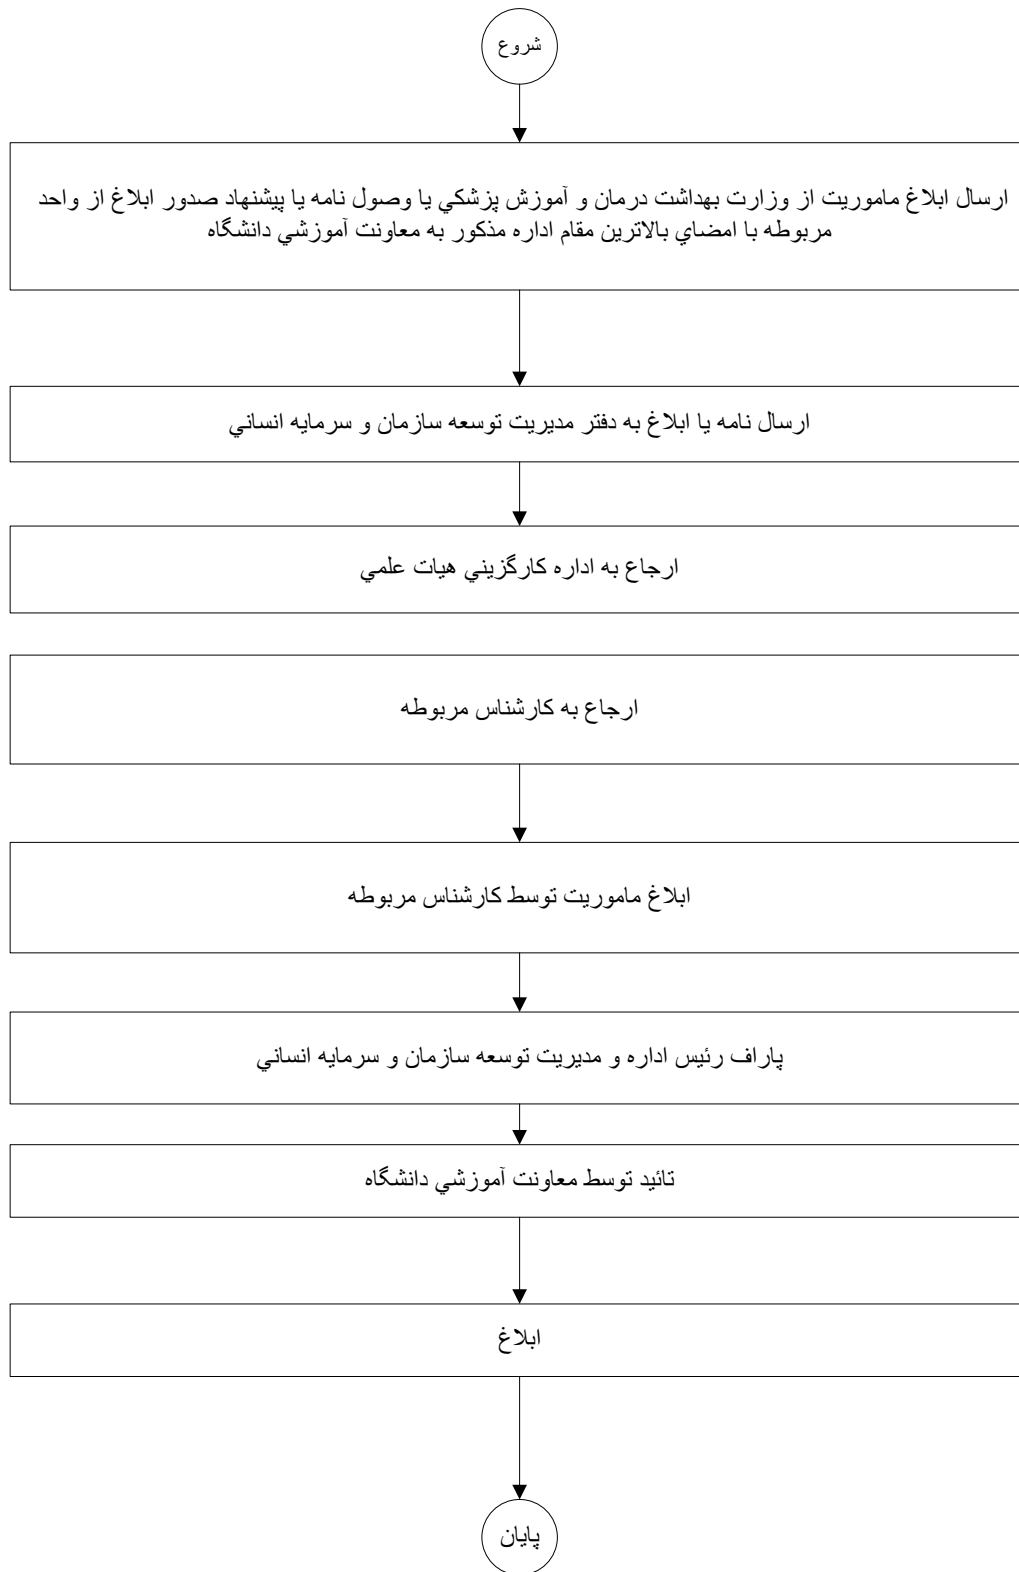 شروع
ارسال ابلاغ ماموريت از وزارت بهداشت درمان و آموزش پزشكي يا وصول نامه يا پيشنهاد صدور ابلاغ از واحد
مربوطه با امضاي بالاترين مقام اداره مذكور به معاونت آموزشي دانشگاه
ارسال نامه يا ابلاغ به دفتر مديريت توسعه سازمان و سرمايه انساني
ارجاع به اداره كارگزيني هيات علمي
ارجاع به كارشناس مربوطه
ابلاغ ماموريت توسط كارشناس مربوطه
پاراف رئيس اداره و مديريت توسعه سازمان و سرمايه انساني
تائيد توسط معاونت آموزشي دانشگاه
ابلاغ
پايان